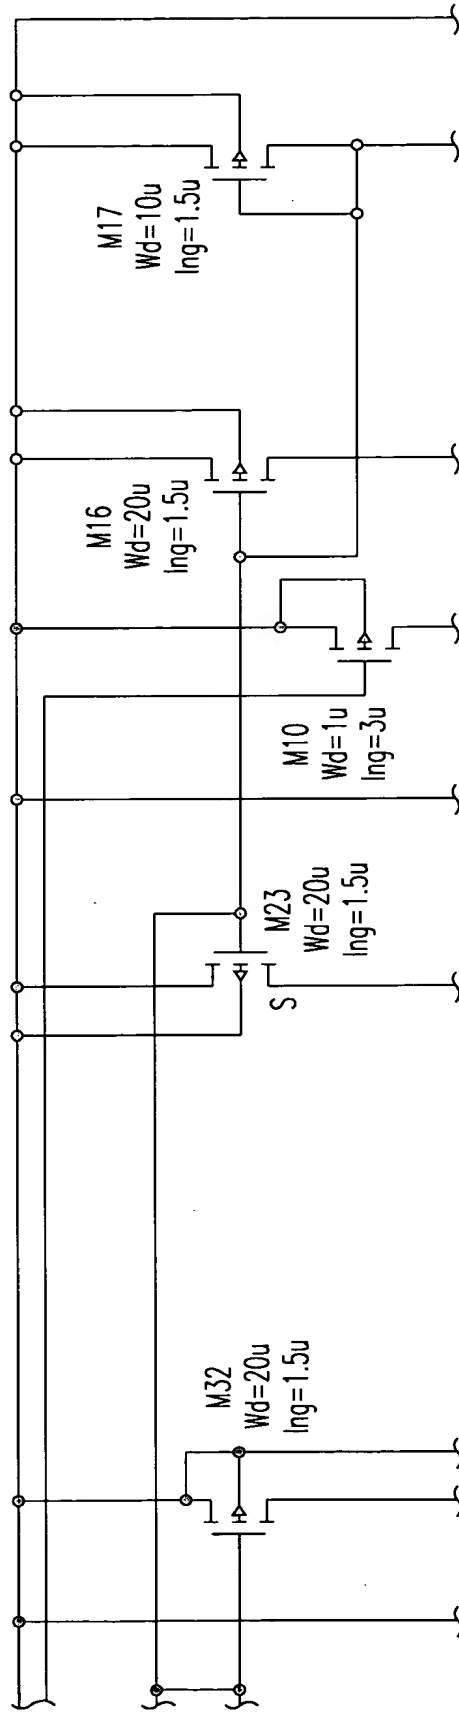 M32
Wd=20u
lng=1.5u
S
M23
Wd=20u
lng=1.5u
M10
Wd=1u
lng=3u
M16
Wd=20u
lng=1.5u
M17
Wd=10u
lng=1.5u